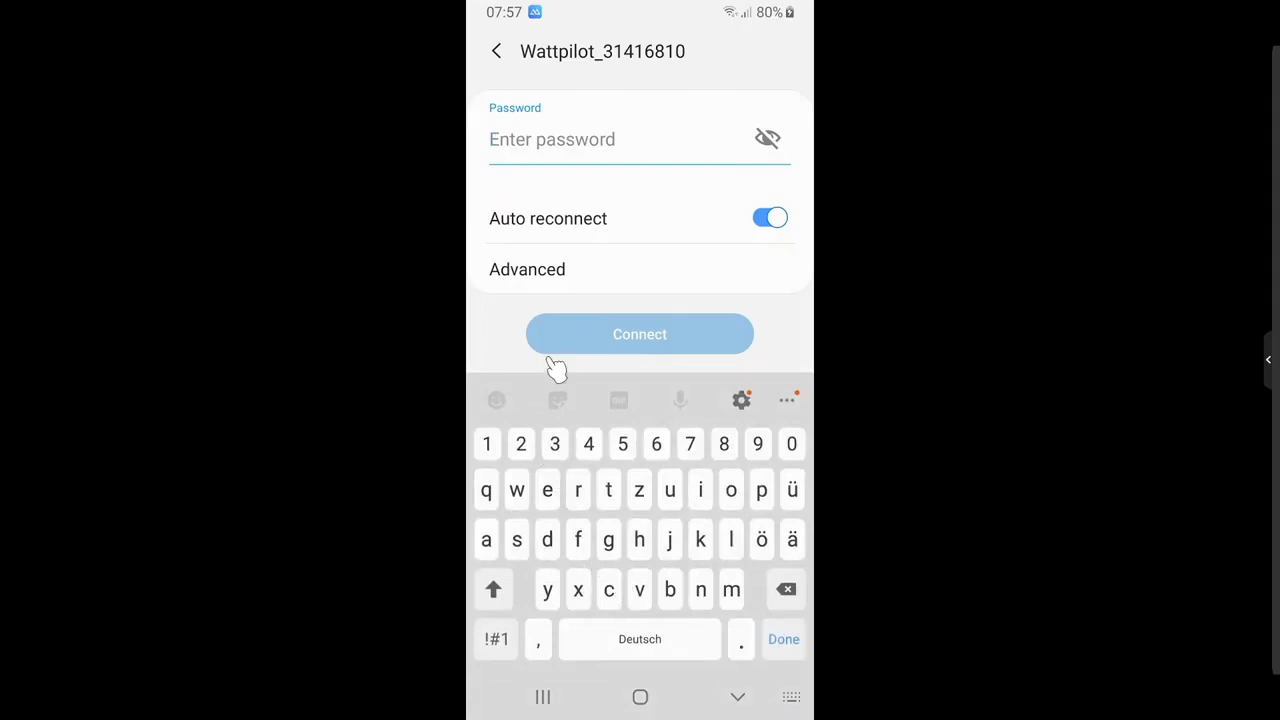 07:57 80%
Wattpilot_31416810
Password
Enter password
Auto reconnect
Advanced
Connect
GIF
1 2 3 4 5 6 7 8 9 0
q w e r t z u i o p ü
a s d f g h j k l ö ä
y x c v b n m
!#1 , Deutsch . Done